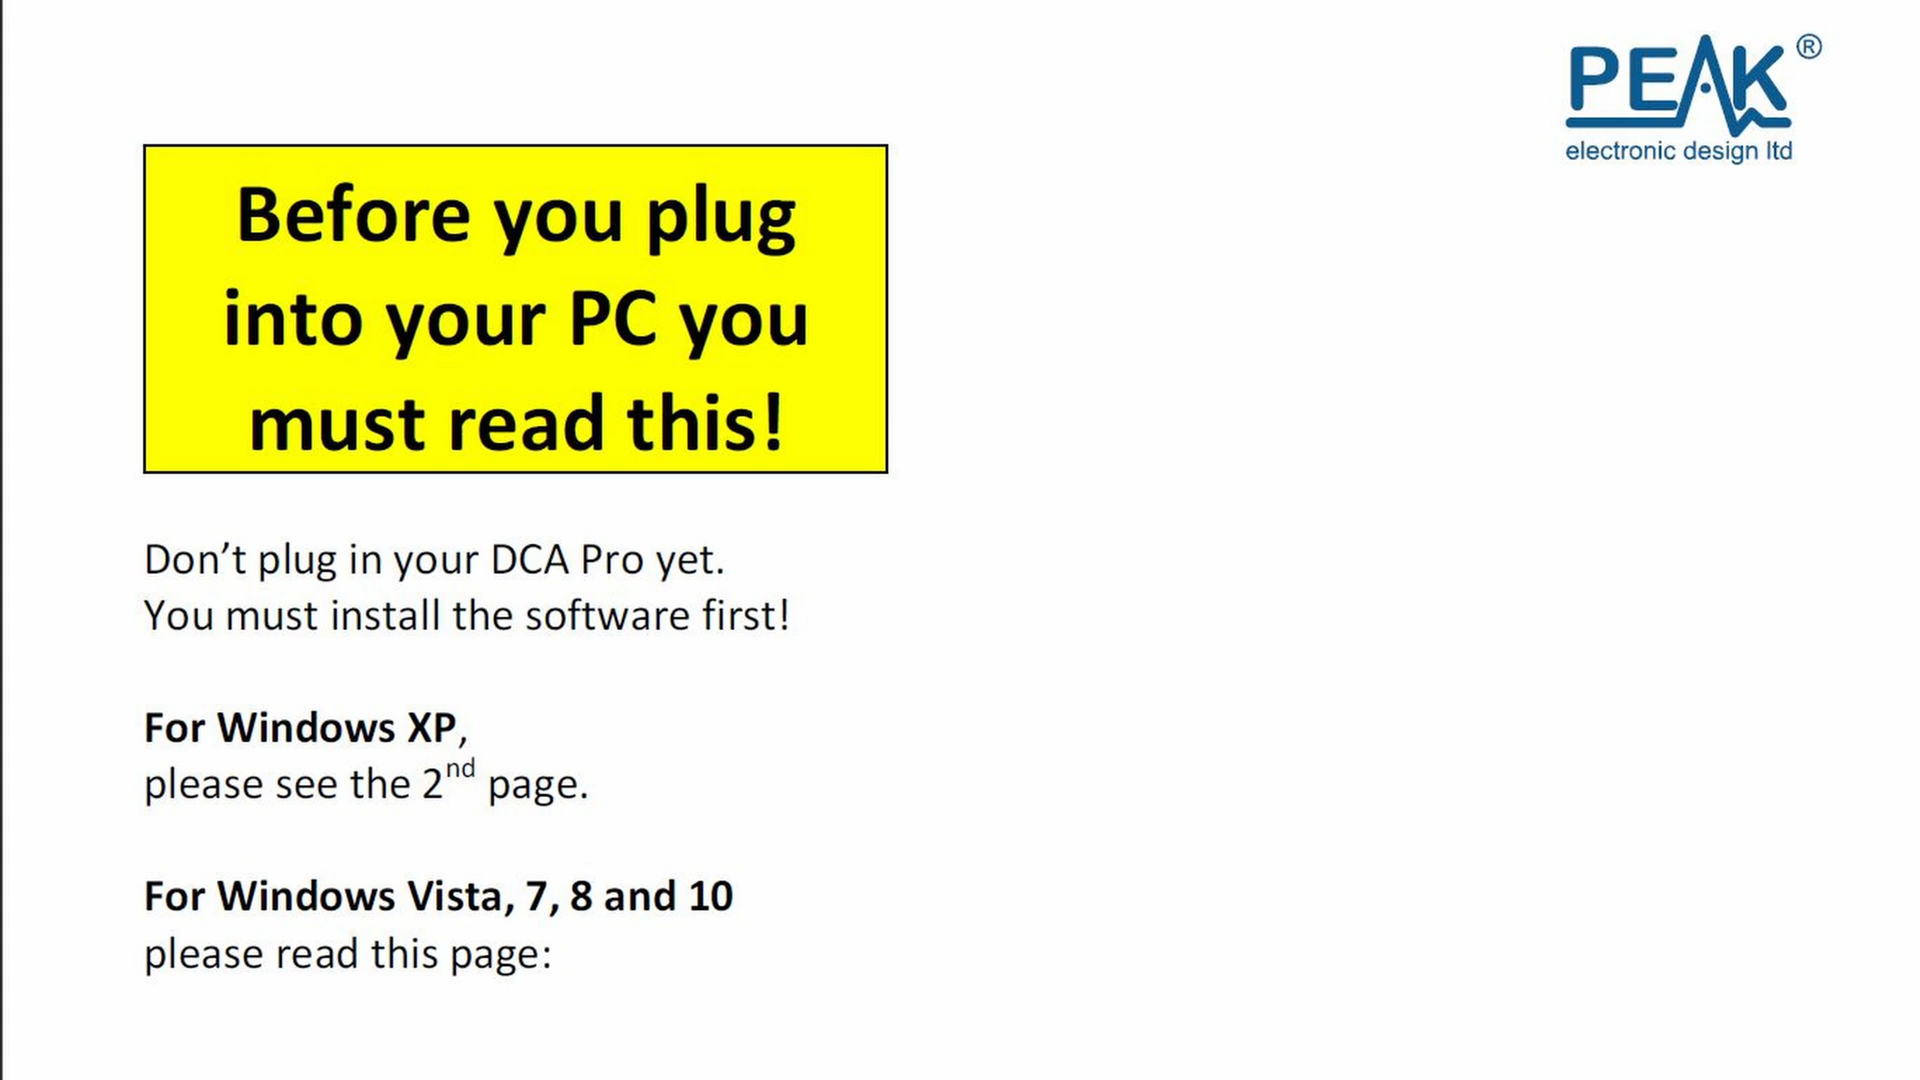 PEAK®
electronic design ltd
Before you plug
into your PC you
must read this!
Don’t plug in your DCA Pro yet.
You must install the software first!
For Windows XP,
please see the 2nd page.
For Windows Vista, 7, 8 and 10
please read this page: